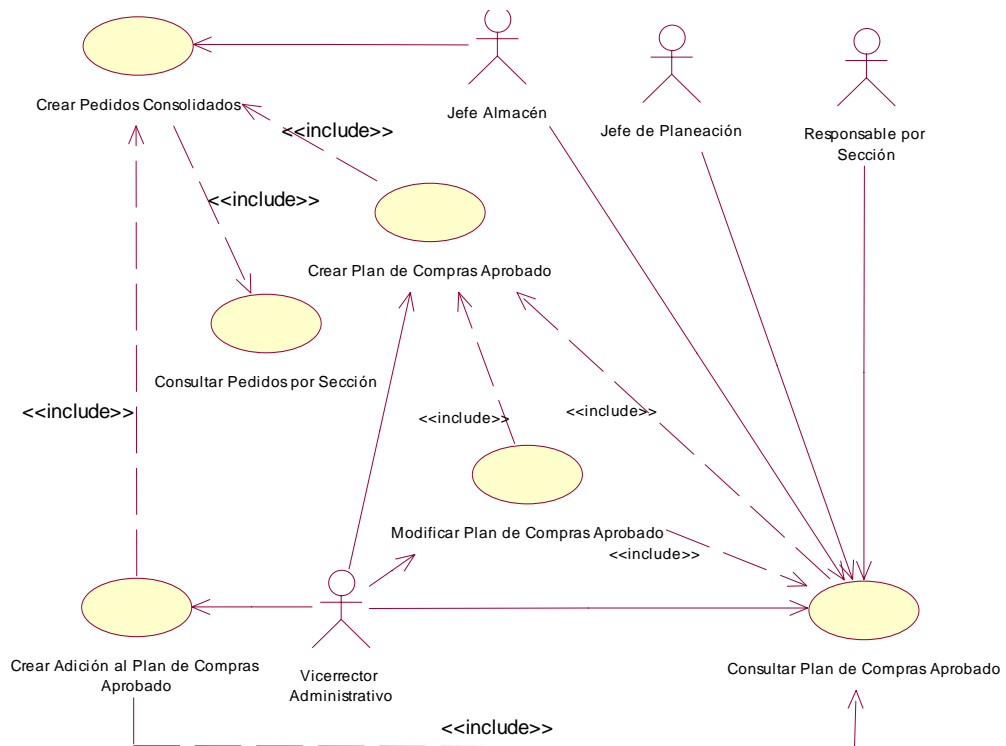 Crear Pedidos Consolidados
Jefe Almacén
Jefe de Planeación
Responsable por
Sección
<<include>>
<<include>>
Crear Plan de Compras Aprobado
Consultar Pedidos por Sección
<<include>>
<<include>>
<<include>>
Modificar Plan de Compras Aprobado
<<include>>
Crear Adición al Plan de Compras
Aprobado
Vicerrector
Administrativo
Consultar Plan de Compras Aprobado
<<include>>